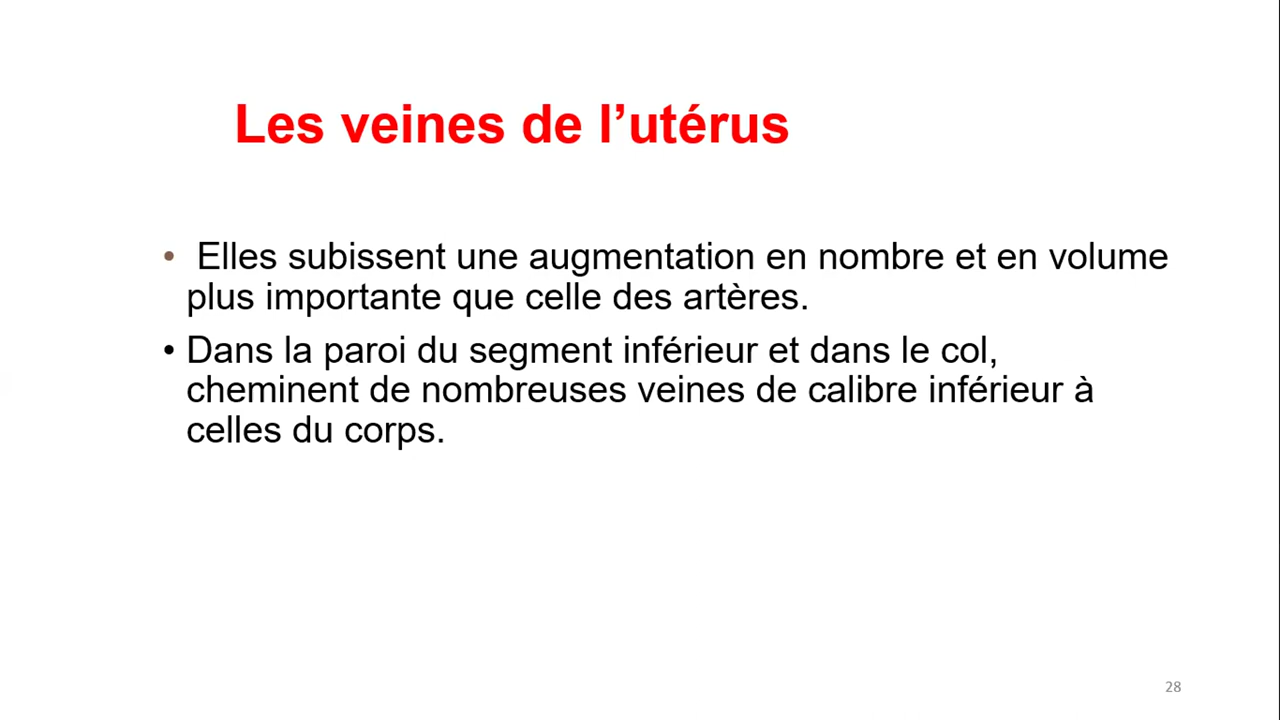 Les veines de l’utérus
• Elles subissent une augmentation en nombre et en volume
plus importante que celle des artères.
• Dans la paroi du segment inférieur et dans le col,
cheminent de nombreuses veines de calibre inférieur à
celles du corps.
28